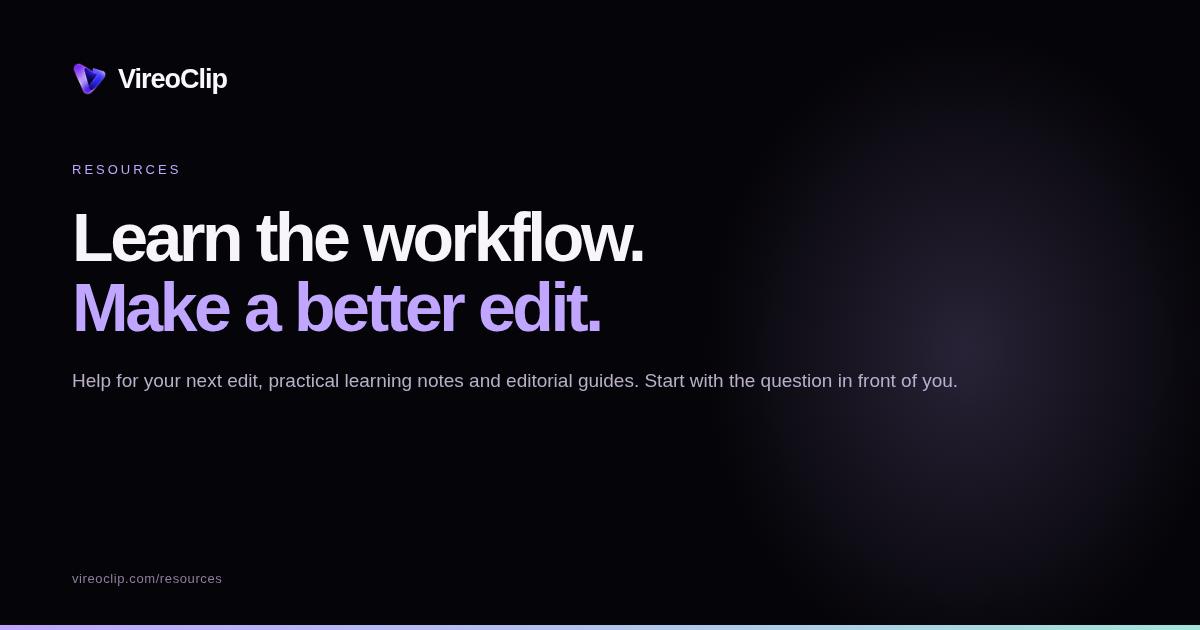 VireoClip
RESOURCES
Learn the workflow.
Make a better edit.
Help for your next edit, practical learning notes and editorial guides. Start with the question in front of you.
vireoclip.com/resources